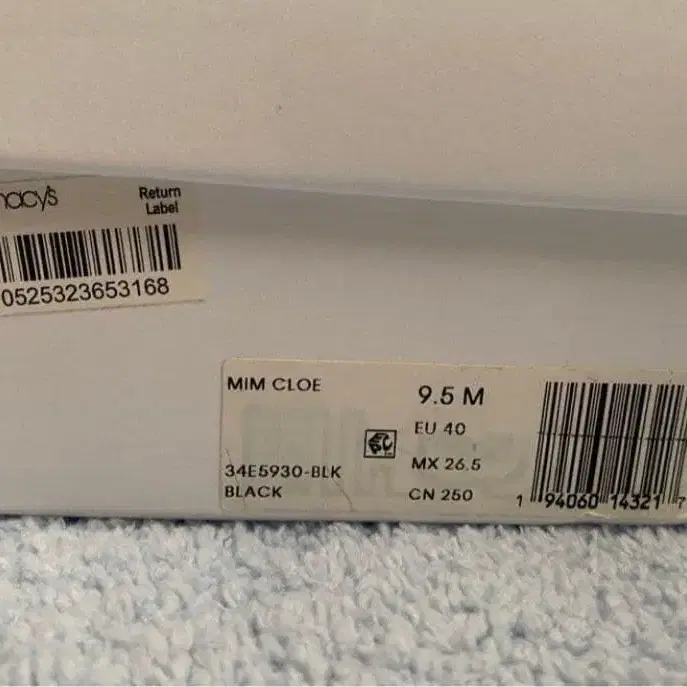 macy's
Return
Label
0525323653168
MIM CLOE
34E5930-BLK
BLACK
9.5 M
EU 40
MX 26.5
CN 250
1 94060 14321 7